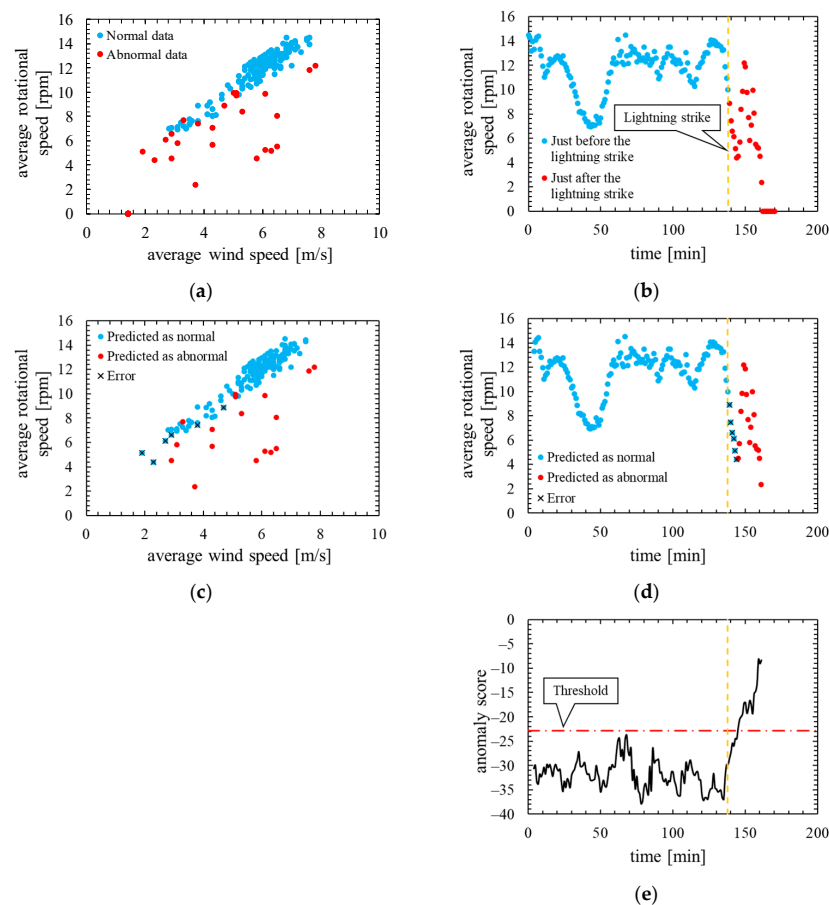 16
14
12
10
8
6
4
2
0
average rotational
speed [rpm]
Normal data
Abnormal data
0 2 4 6 8 10
average wind speed [m/s]
(a)
16
14
12
10
8
6
4
2
0
average rotational
speed [rpm]
Lightning strike
Just before the
lightning strike
Just after the
lightning strike
0 50 100 150 200
time [min]
(b)
16
14
12
10
8
6
4
2
0
average rotational
speed [rpm]
Predicted as normal
Predicted as abnormal
Error
0 2 4 6 8 10
average wind speed [m/s]
(c)
16
14
12
10
8
6
4
2
0
average rotational
speed [rpm]
Predicted as normal
Predicted as abnormal
Error
0 50 100 150 200
time [min]
(d)
0
−5
−10
−15
−20
−25
−30
−35
−40
anomaly score
Threshold
0 50 100 150 200
time [min]
(e)